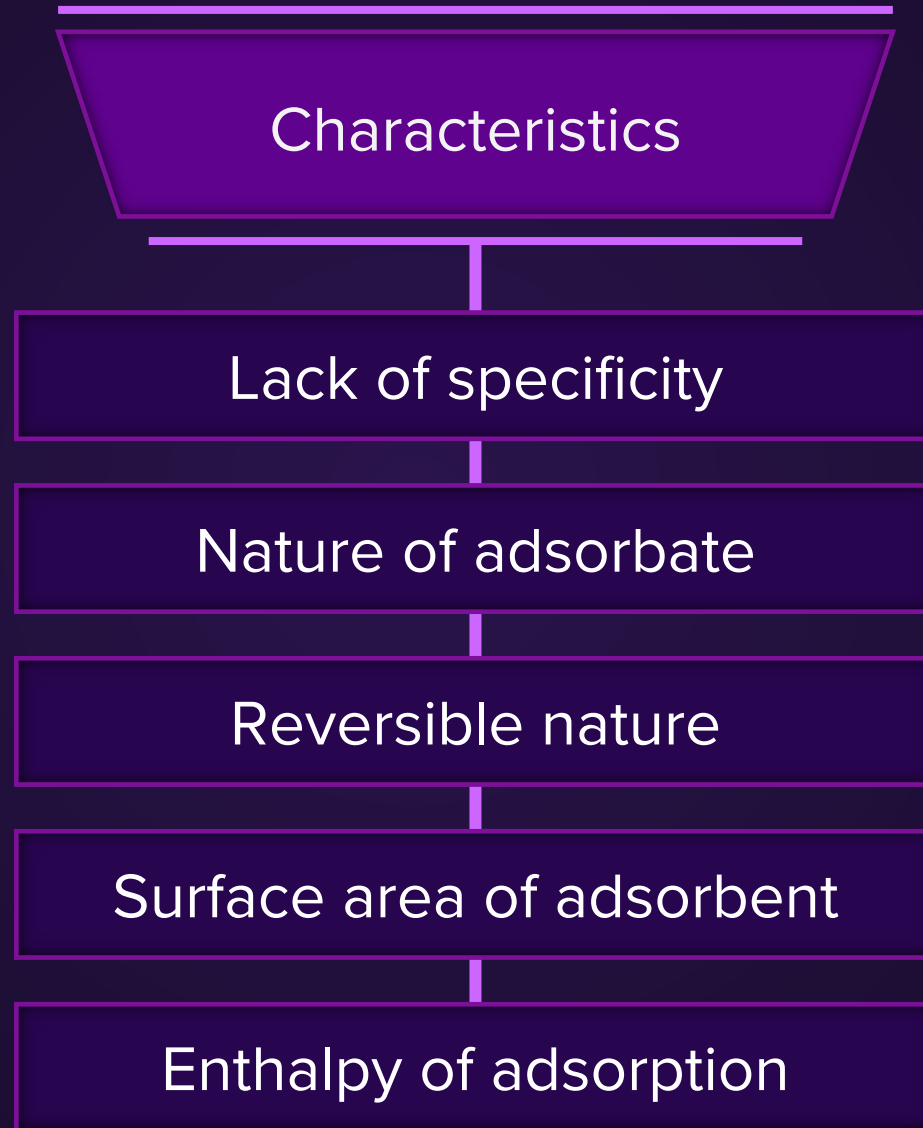 Characteristics
Lack of specificity
Nature of adsorbate
Reversible nature
Surface area of adsorbent
Enthalpy of adsorption